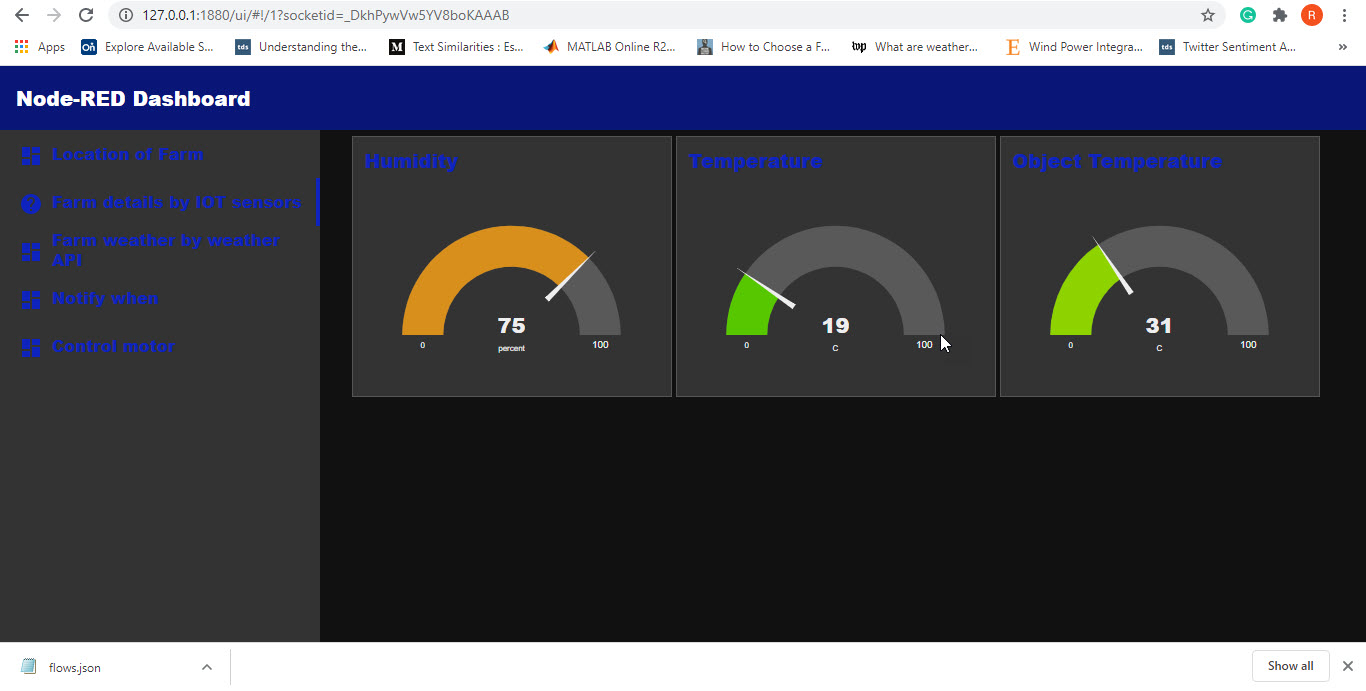 127.0.0.1:1880/ui/#!/1?socketid=_DkhPywVw5YV8boKAAAB
G
R
Apps
Explore Available S...
tds
Understanding the...
M
Text Similarities : Es...
MATLAB Online R2...
How to Choose a F...
wp
What are weather...
E
Wind Power Integra...
tds
Twitter Sentiment A...
»
Node-RED Dashboard
Location of Farm
Farm details by IOT sensors
Farm weather by weather
API
Notify when
Control motor
Humidity
75
percent
0
100
Temperature
19
C
0
100
Object Temperature
31
C
0
100
flows.json
Show all